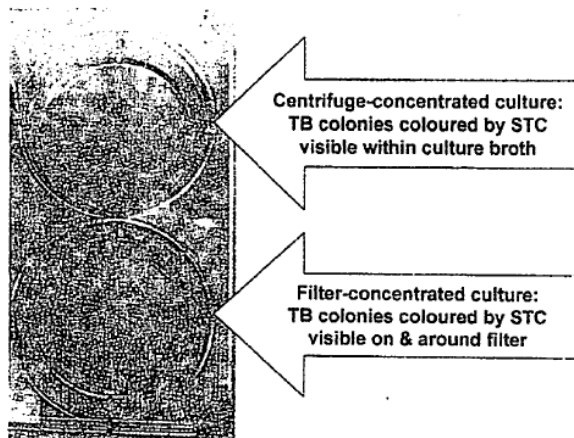 Centrifuge-concentrated culture:
TB colonies coloured by STC
visible within culture broth
Filter-concentrated culture:
TB colonies coloured by STC
visible on & around filter